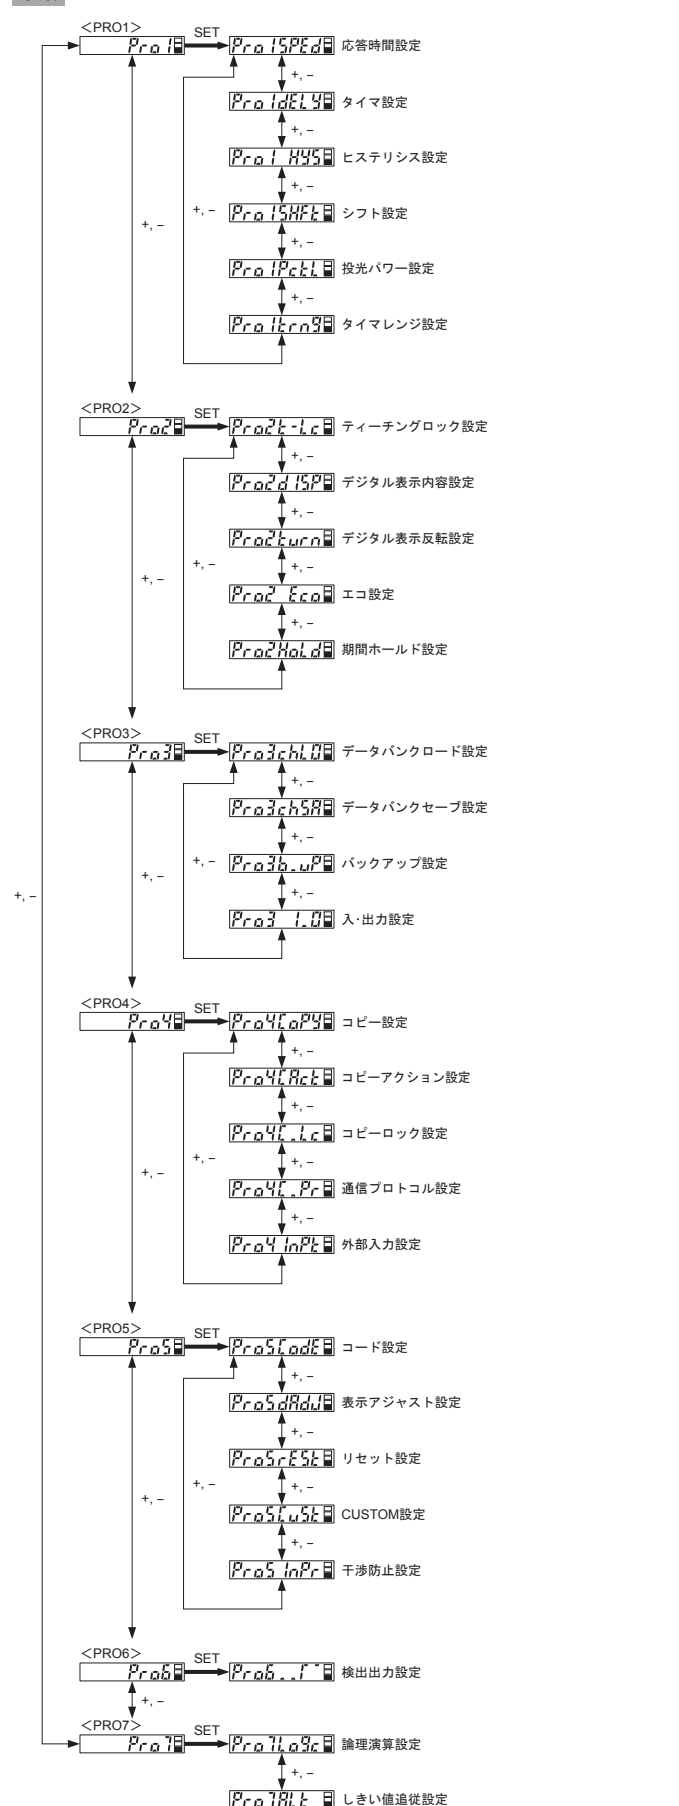 <PRO1>
SET
Pro1
Pro1SPEd 応答時間設定
+, −
Pro1dELY タイマ設定
+, −
Pro1 HYS ヒステリシス設定
+, −
+, −
+, −
Pro1SHFt シフト設定
+, −
Pro1PctL 投光パワー設定
+, −
Pro1trng タイマレンジ設定
<PRO2>
SET
Pro2
Pro2t-Lc ティーチングロック設定
+, −
Pro2dISP デジタル表示内容設定
+, −
Pro2turn デジタル表示反転設定
+, −
+, −
+, −
Pro2 Eco エコ設定
+, −
Pro2HoLd 期間ホールド設定
<PRO3>
SET
Pro3
Pro3chLO データバンクロード設定
+, −
Pro3chSA データバンクセーブ設定
+, −
+, −
+, −
+, −
Pro3b_uP バックアップ設定
+, −
Pro3 I_O 入･出力設定
<PRO4>
SET
Pro4
Pro4CoPY コピー設定
+, −
Pro4CAct コピーアクション設定
+, −
Pro4C_Lc コピーロック設定
+, −
+, −
+, −
Pro4C_Pr 通信プロトコル設定
+, −
Pro4 InPt 外部入力設定
<PRO5>
SET
Pro5
Pro5CodE コード設定
+, −
Pro5dAdJ 表示アジャスト設定
+, −
Pro5rESt リセット設定
+, −
+, −
+, −
Pro5CuSt CUSTOM設定
+, −
Pro5 InPr 干渉防止設定
<PRO6>
SET
Pro6
検出出力設定
+, −
<PRO7>
SET
Pro7
Pro7LoGc 論理演算設定
+, −
Pro7ALt しきい値追従設定